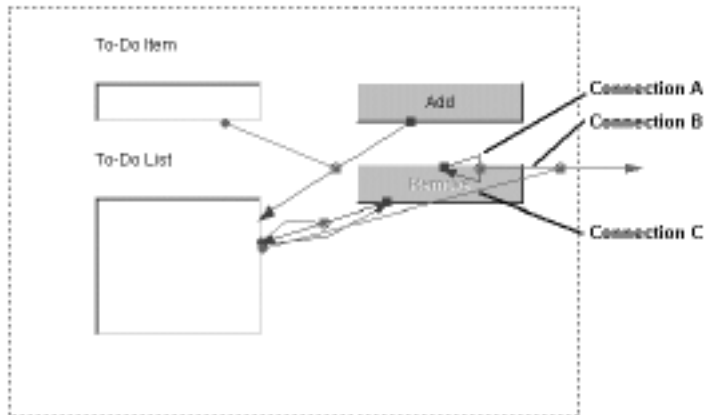 To-Do Item
Add
Connection A
Connection B
To-Do List
Connection C